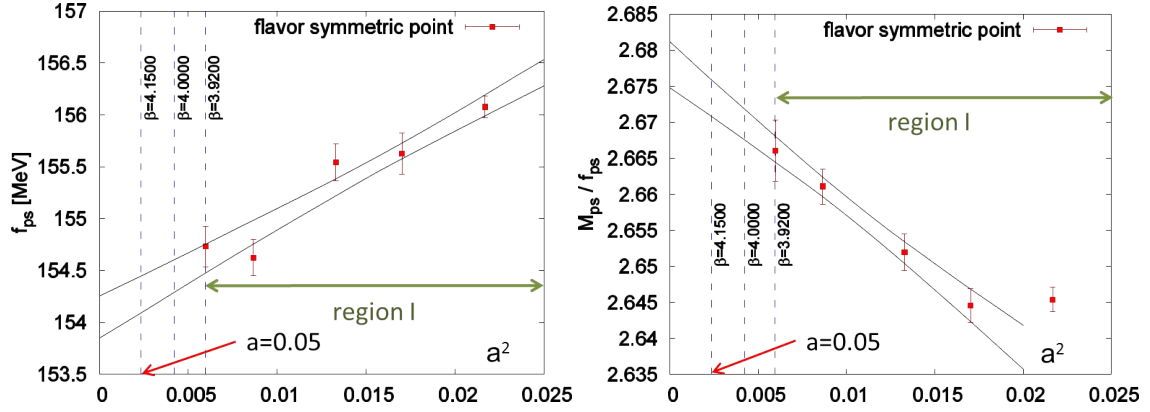 157
156.5
156
155.5
155
154.5
154
153.5
f_ps [MeV]
flavor symmetric point
β=4.1500
β=4.0000
β=3.9200
region I
a=0.05
a²
0
0.005
0.01
0.015
0.02
0.025
2.685
2.68
2.675
2.67
2.665
2.66
2.655
2.65
2.645
2.64
2.635
M_ps / f_ps
flavor symmetric point
region I
β=4.1500
β=4.0000
β=3.9200
a=0.05
a²
0
0.005
0.01
0.015
0.02
0.025